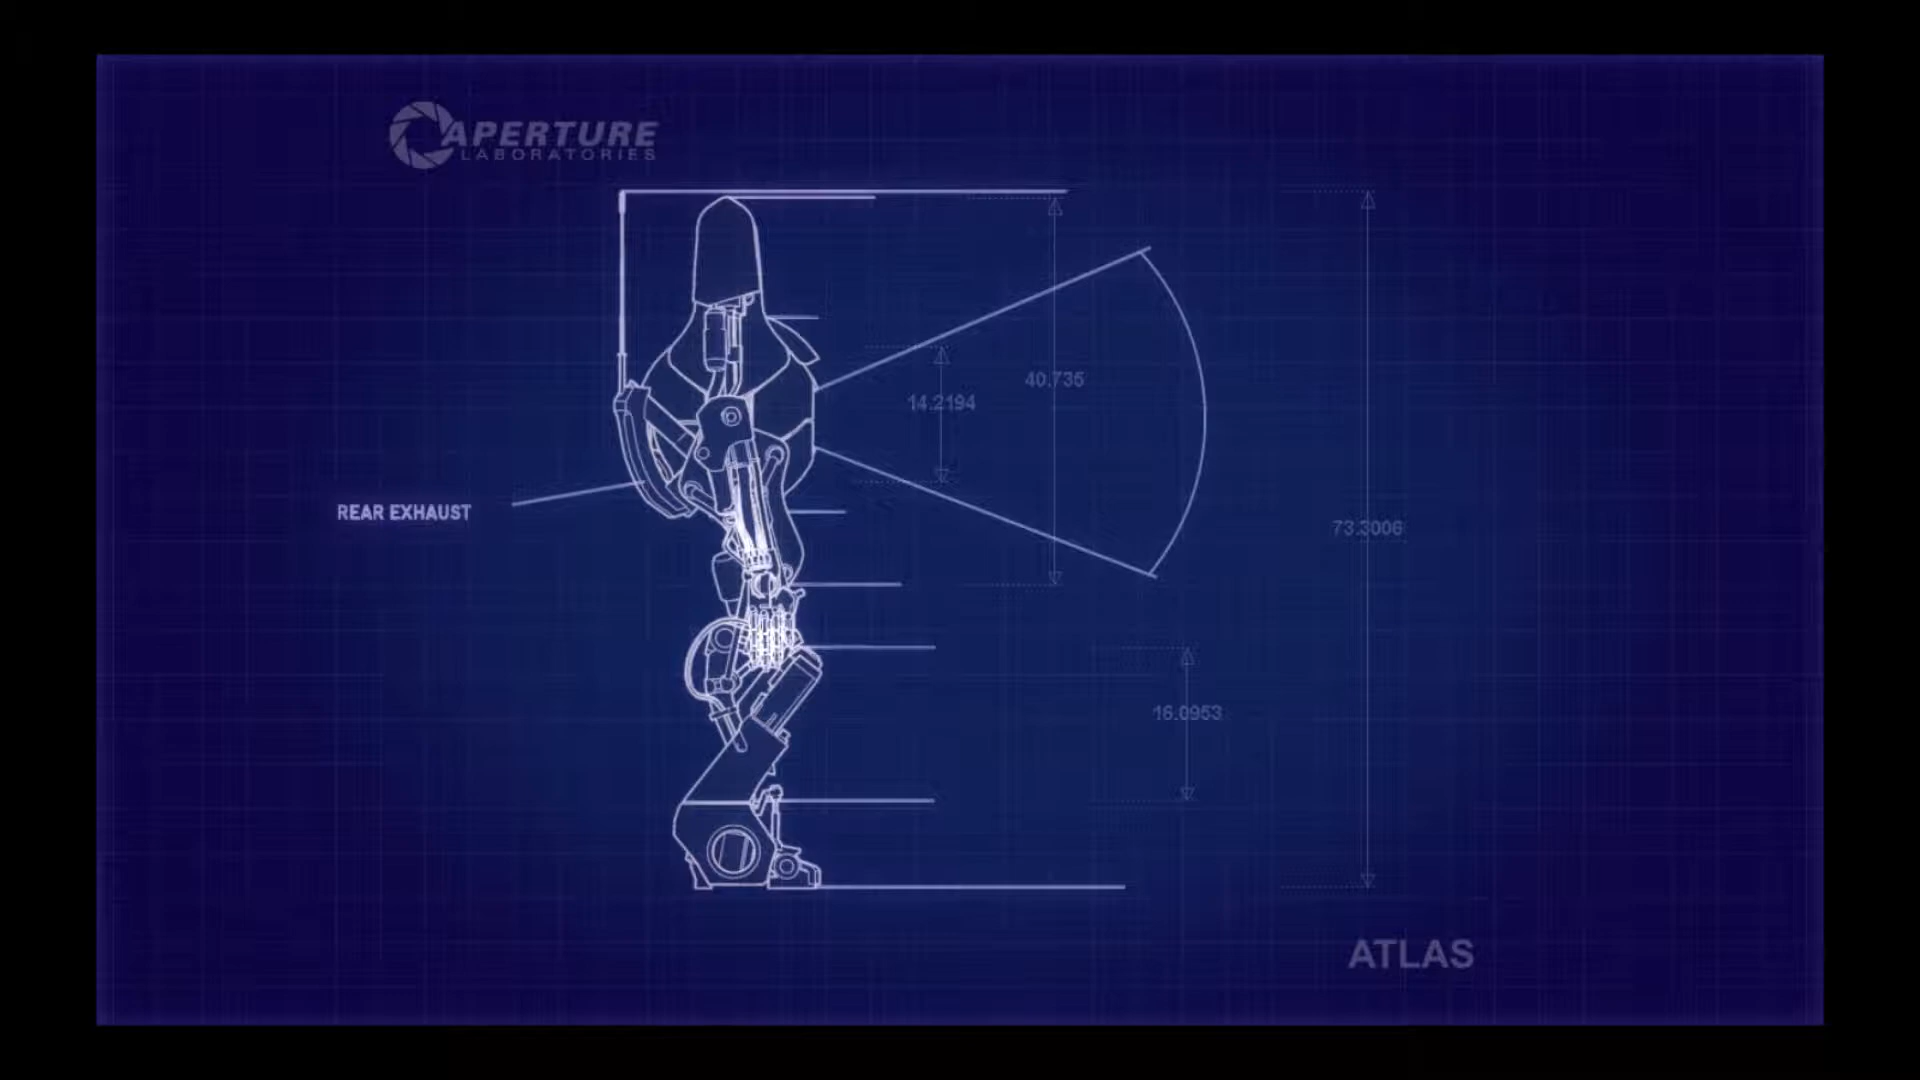 APERTURE
LABORATORIES
40.735
14.2194
REAR EXHAUST
73.3006
16.0953
ATLAS